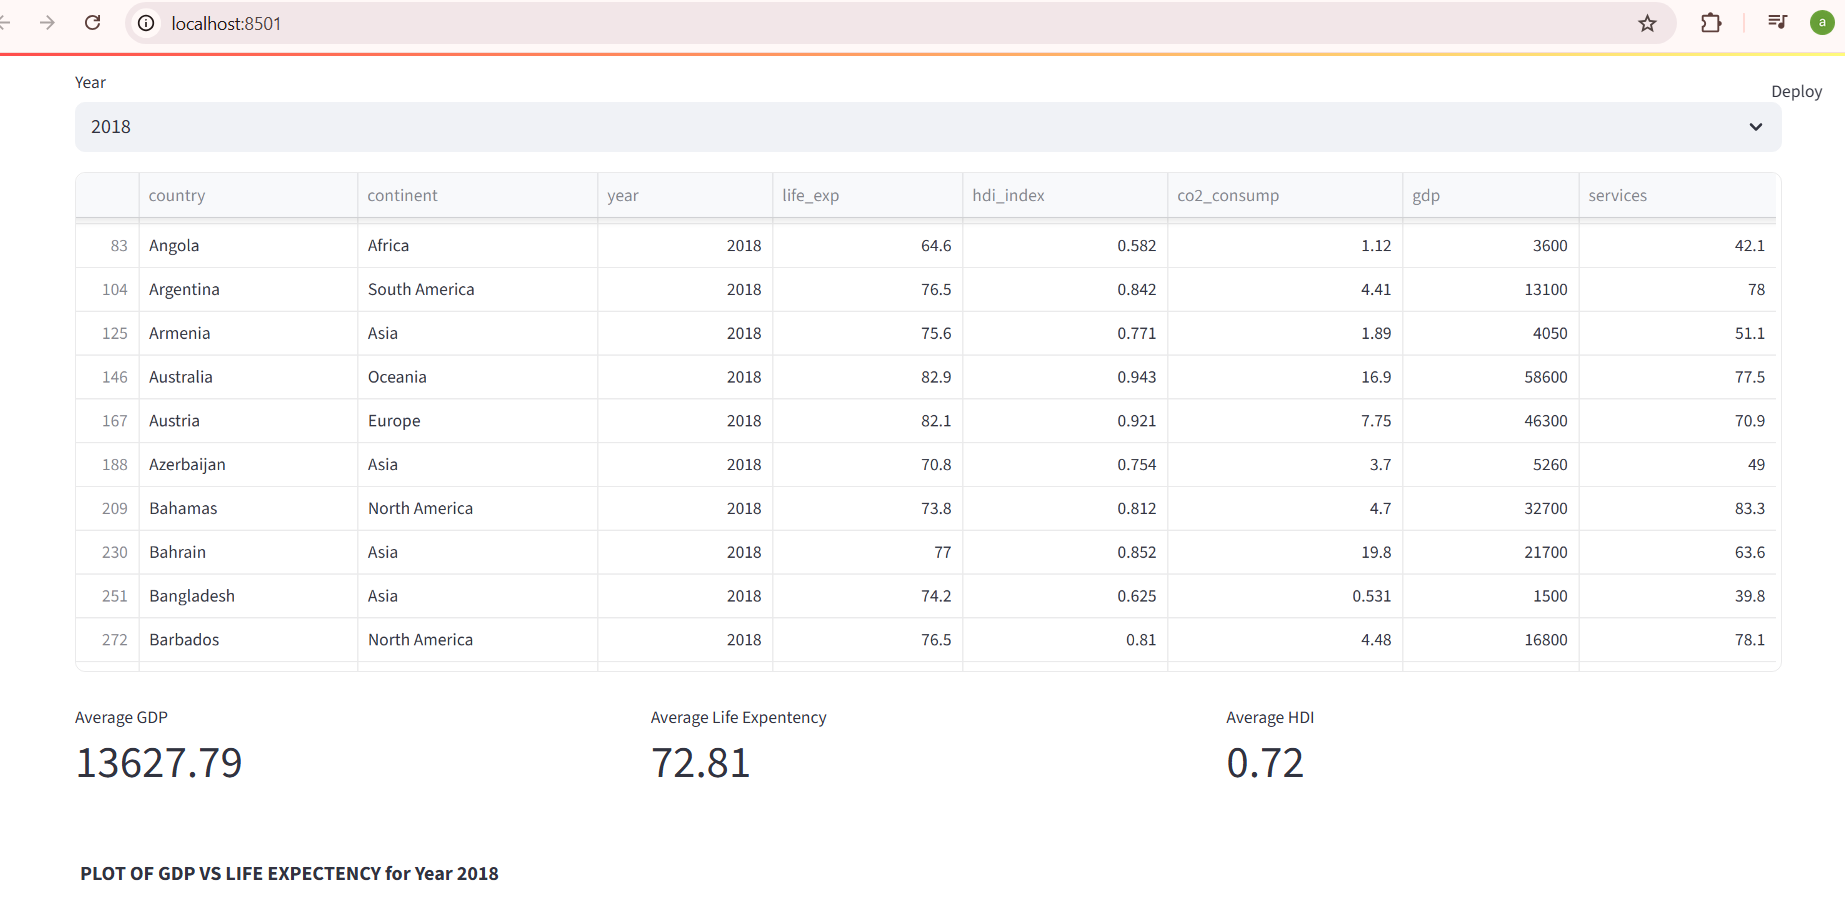 localhost:8501
a
Year
Deploy
2018
country continent year life_exp hdi_index co2_consump gdp services
83 Angola Africa 2018 64.6 0.582 1.12 3600 42.1
104 Argentina South America 2018 76.5 0.842 4.41 13100 78
125 Armenia Asia 2018 75.6 0.771 1.89 4050 51.1
146 Australia Oceania 2018 82.9 0.943 16.9 58600 77.5
167 Austria Europe 2018 82.1 0.921 7.75 46300 70.9
188 Azerbaijan Asia 2018 70.8 0.754 3.7 5260 49
209 Bahamas North America 2018 73.8 0.812 4.7 32700 83.3
230 Bahrain Asia 2018 77 0.852 19.8 21700 63.6
251 Bangladesh Asia 2018 74.2 0.625 0.531 1500 39.8
272 Barbados North America 2018 76.5 0.81 4.48 16800 78.1
Average GDP Average Life Expentency Average HDI
13627.79 72.81 0.72
PLOT OF GDP VS LIFE EXPECTENCY for Year 2018